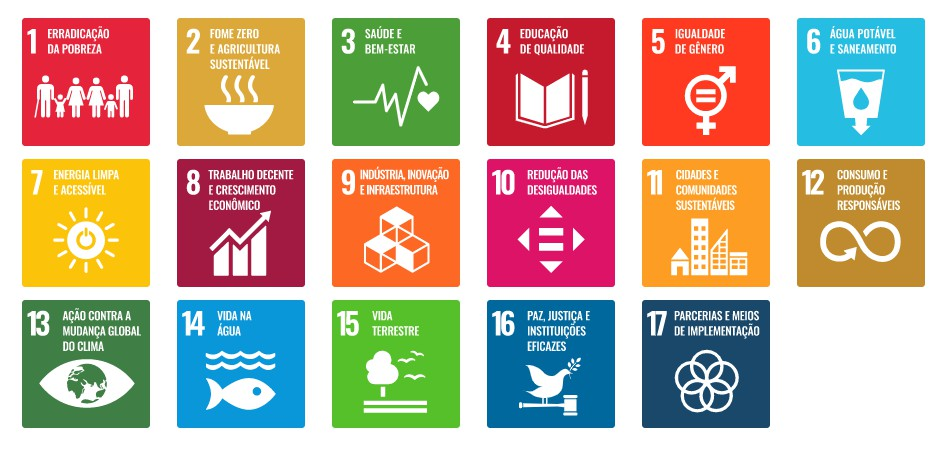 1 ERRADICAÇÃO
DA POBREZA
2 FOME ZERO
E AGRICULTURA
SUSTENTÁVEL
3 SAÚDE E
BEM-ESTAR
4 EDUCAÇÃO
DE QUALIDADE
5 IGUALDADE
DE GÊNERO
6 ÁGUA POTÁVEL
E SANEAMENTO
7 ENERGIA LIMPA
E ACESSÍVEL
8 TRABALHO DECENTE
E CRESCIMENTO
ECONÔMICO
9 INDÚSTRIA, INOVAÇÃO
E INFRAESTRUTURA
10 REDUÇÃO DAS
DESIGUALDADES
11 CIDADES E
COMUNIDADES
SUSTENTÁVEIS
12 CONSUMO E
PRODUÇÃO
RESPONSÁVEIS
13 AÇÃO CONTRA A
MUDANÇA GLOBAL
DO CLIMA
14 VIDA NA
ÁGUA
15 VIDA
TERRESTRE
16 PAZ, JUSTIÇA E
INSTITUIÇÕES
EFICAZES
17 PARCERIAS E MEIOS
DE IMPLEMENTAÇÃO